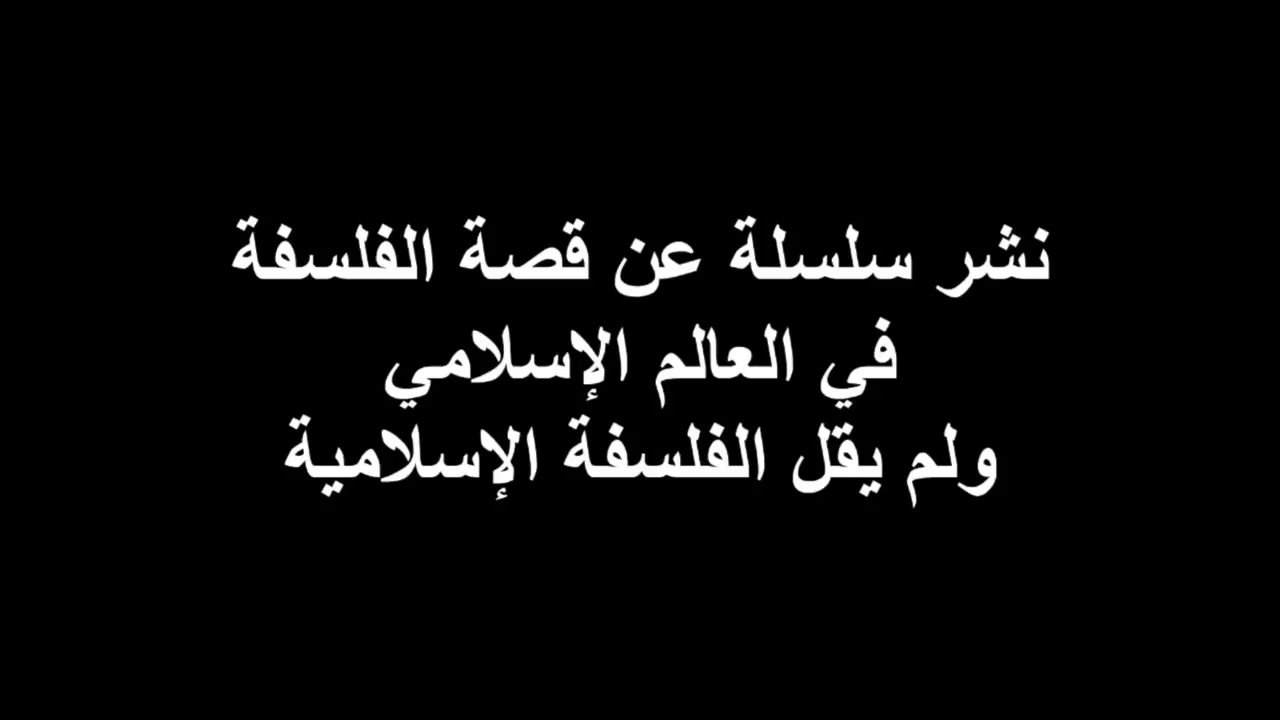 نشر سلسلة عن قصة الفلسفة
في العالم الإسلامي
ولم يقل الفلسفة الإسلامية